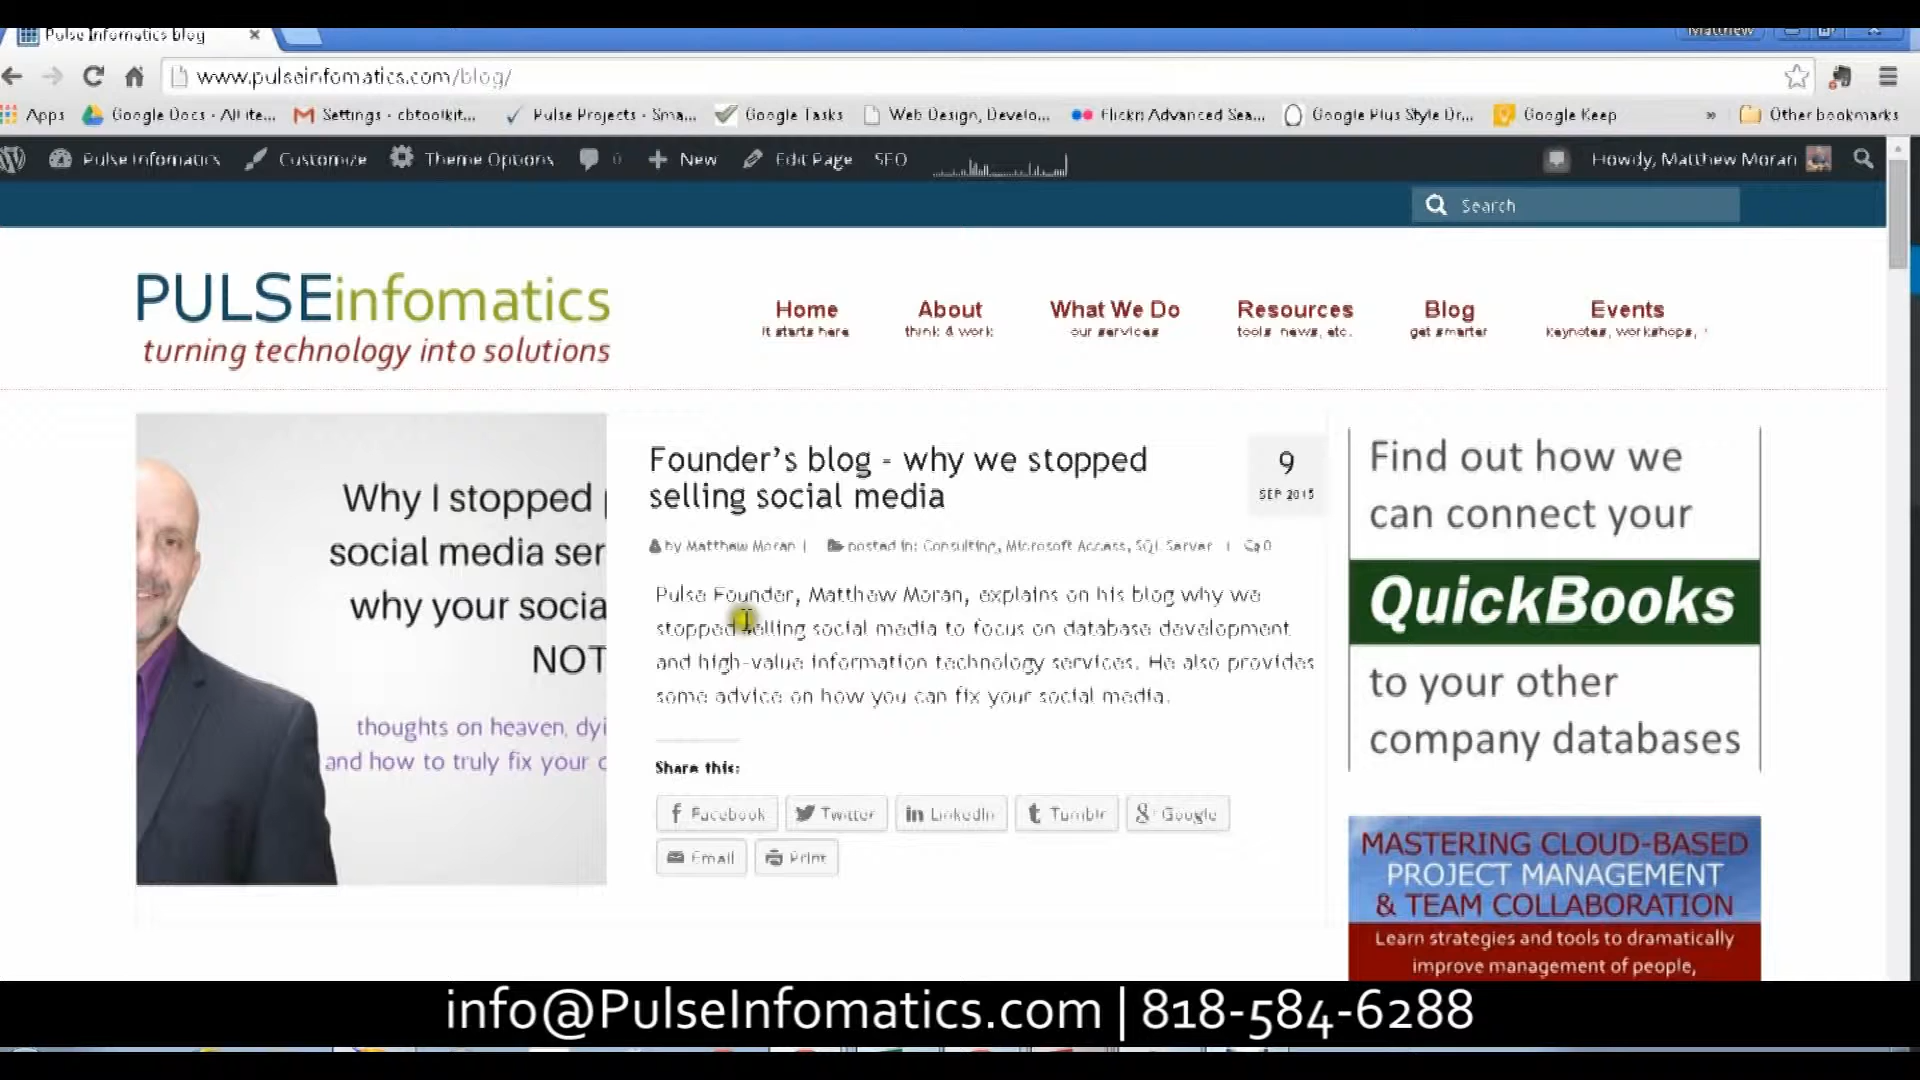 Pulse Infomatics blog
Matthew
www.pulseinfomatics.com/blog/
Apps Google Docs - All ite... Settings - cbtoolkit... Pulse Projects - Sma... Google Tasks Web Design, Develo... Flickr: Advanced Sea... Google Plus Style Dr... Google Keep » Other bookmarks
Pulse Infomatics Customize Theme Options 0 New Edit Page SEO Howdy, Matthew Moran
Search
PULSEinfomatics
turning technology into solutions
Home About What We Do Resources Blog Events
it starts here think & work our services tools, news, etc. get smarter keynotes, workshops,
Why I stopped
social media ser
why your socia
NOT
thoughts on heaven, dyi
and how to truly fix your
Founder's blog - why we stopped
selling social media
9
SEP 2015
by Matthew Moran | posted in: Consulting, Microsoft Access, SQL Server | 0
Pulse Founder, Matthew Moran, explains on his blog why we
stopped selling social media to focus on database development
and high-value information technology services. He also provides
some advice on how you can fix your social media.
Share this:
Facebook Twitter LinkedIn Tumblr Google
Email Print
Find out how we
can connect your
QuickBooks
to your other
company databases
MASTERING CLOUD-BASED
PROJECT MANAGEMENT
& TEAM COLLABORATION
Learn strategies and tools to dramatically
improve management of people,
info@PulseInfomatics.com | 818-584-6288